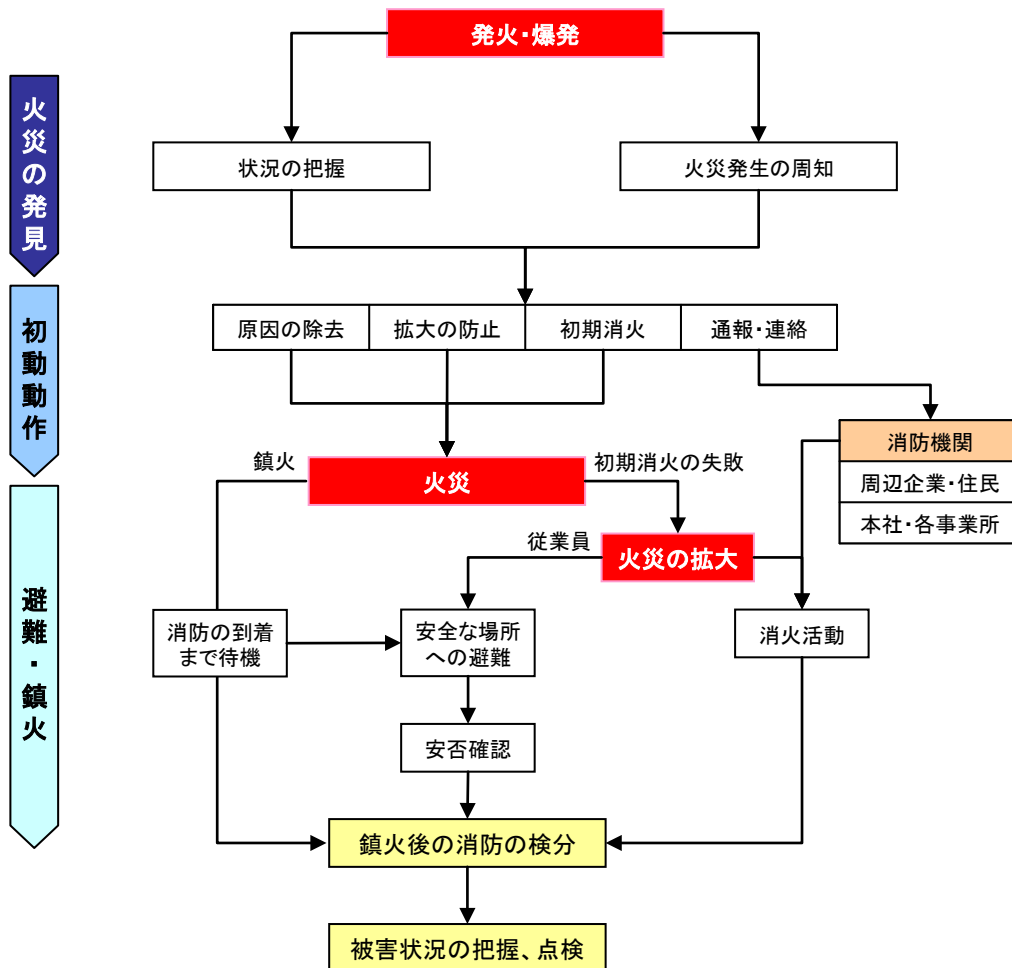 発火・爆発
火災の発見
状況の把握
火災発生の周知
初動動作
原因の除去
拡大の防止
初期消火
通報・連絡
消防機関
周辺企業・住民
本社・各事業所
鎮火
火災
初期消火の失敗
従業員
火災の拡大
避難・鎮火
消防の到着
まで待機
安全な場所
への避難
消火活動
安否確認
鎮火後の消防の検分
被害状況の把握、点検